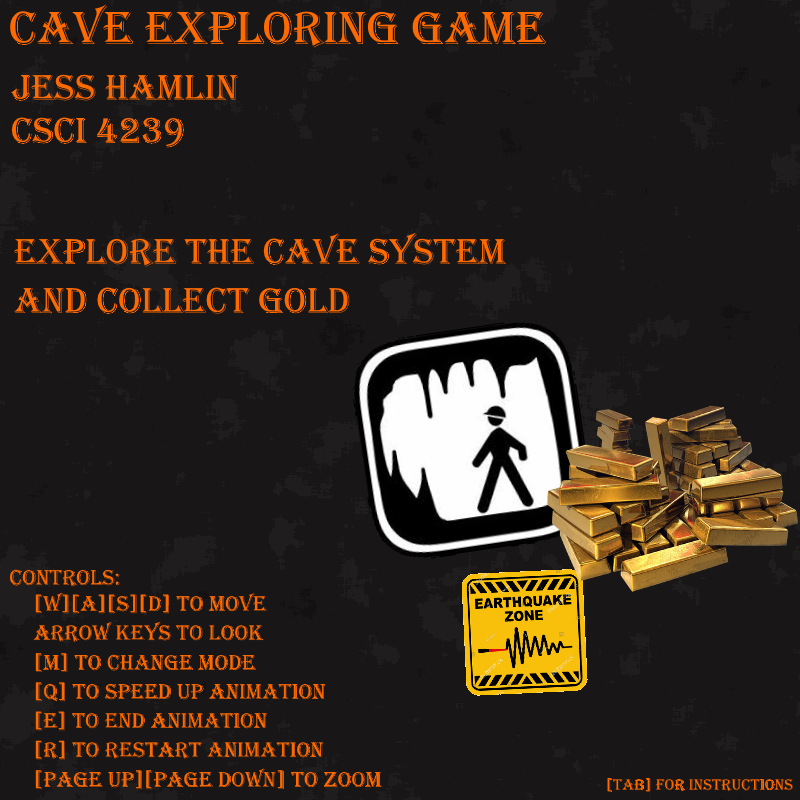 CAVE EXPLORING GAME
JESS HAMLIN
CSCI 4239
EXPLORE THE CAVE SYSTEM
AND COLLECT GOLD
EARTHQUAKE
ZONE
CONTROLS:
[W][A][S][D] TO MOVE
ARROW KEYS TO LOOK
[M] TO CHANGE MODE
[Q] TO SPEED UP ANIMATION
[E] TO END ANIMATION
[R] TO RESTART ANIMATION
[PAGE UP][PAGE DOWN] TO ZOOM
[TAB] FOR INSTRUCTIONS